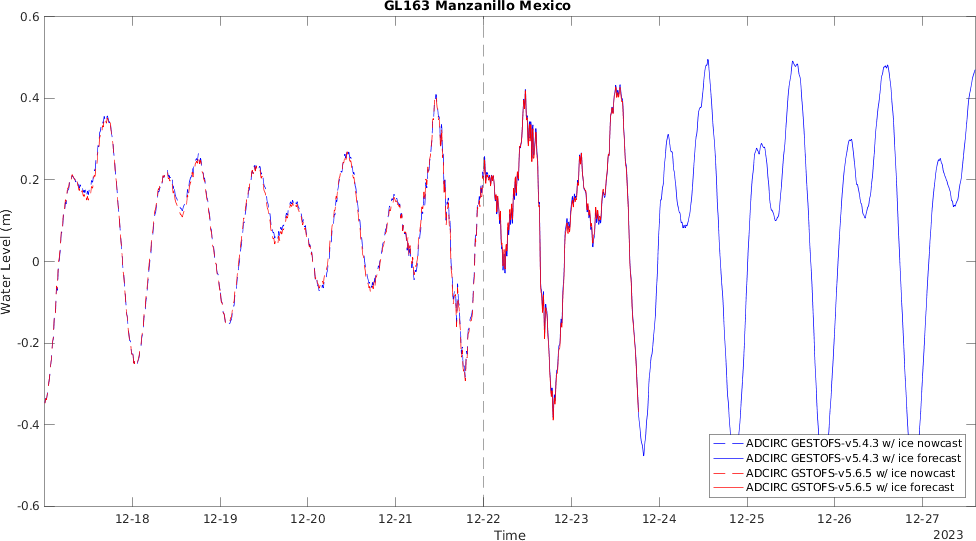 GL163 Manzanillo Mexico
0.6
0.4
0.2
0
-0.2
-0.4
-0.6
Water Level (m)
ADCIRC GESTOFS-v5.4.3 w/ ice nowcast
ADCIRC GESTOFS-v5.4.3 w/ ice forecast
ADCIRC GSTOFS-v5.6.5 w/ ice nowcast
ADCIRC GSTOFS-v5.6.5 w/ ice forecast
12-18 12-19 12-20 12-21 12-22 12-23 12-24 12-25 12-26 12-27
Time
2023